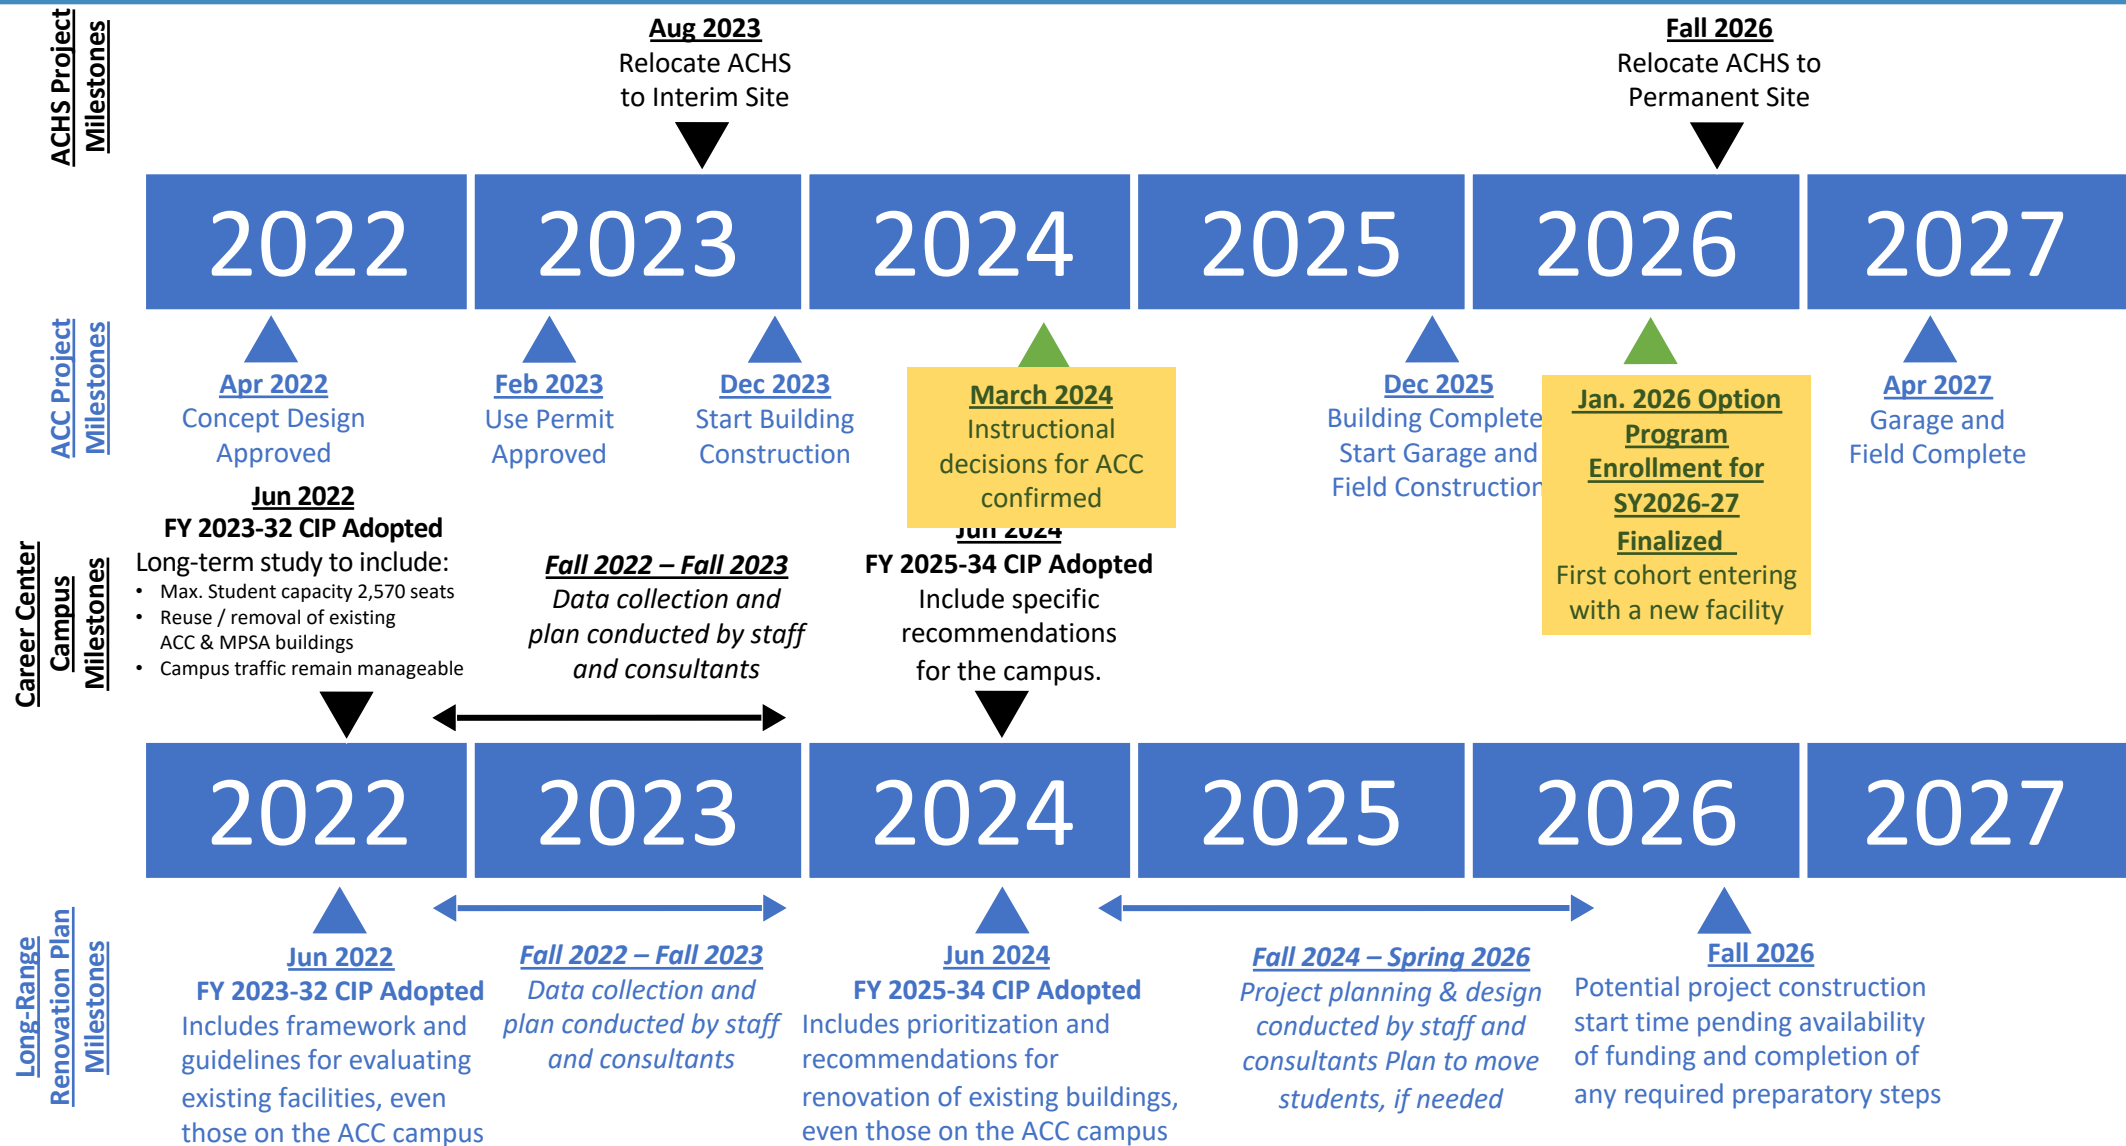 ACHS Project
Milestones
Aug 2023
Relocate ACHS
to Interim Site
Fall 2026
Relocate ACHS to
Permanent Site
2022
2023
2024
2025
2026
2027
ACC Project
Milestones
Apr 2022
Concept Design
Approved
Feb 2023
Use Permit
Approved
Dec 2023
Start Building
Construction
March 2024
Instructional
decisions for ACC
confirmed
Dec 2025
Building Complete
Start Garage and
Field Construction
Jan. 2026 Option
Program
Enrollment for
SY2026-27
Finalized
First cohort entering
with a new facility
Apr 2027
Garage and
Field Complete
Career Center
Campus
Milestones
Jun 2022
FY 2023-32 CIP Adopted
Long-term study to include:
• Max. Student capacity 2,570 seats
• Reuse / removal of existing
ACC & MPSA buildings
• Campus traffic remain manageable
Fall 2022 – Fall 2023
Data collection and
plan conducted by staff
and consultants
Jun 2024
FY 2025-34 CIP Adopted
Include specific
recommendations
for the campus.
2022
2023
2024
2025
2026
2027
Long-Range
Renovation Plan
Milestones
Jun 2022
FY 2023-32 CIP Adopted
Includes framework and
guidelines for evaluating
existing facilities, even
those on the ACC campus
Fall 2022 – Fall 2023
Data collection and
plan conducted by staff
and consultants
Jun 2024
FY 2025-34 CIP Adopted
Includes prioritization and
recommendations for
renovation of existing buildings,
even those on the ACC campus
Fall 2024 – Spring 2026
Project planning & design
conducted by staff and
consultants Plan to move
students, if needed
Fall 2026
Potential project construction
start time pending availability
of funding and completion of
any required preparatory steps